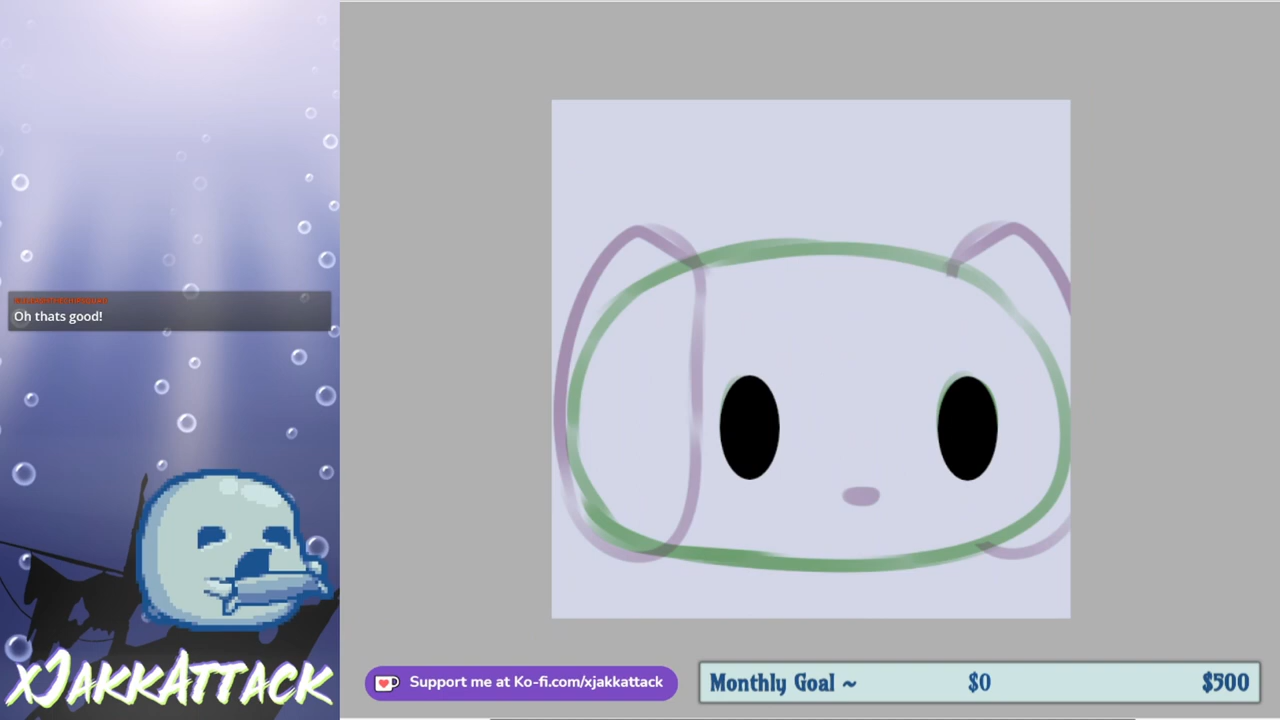 Oh thats good!
xJakkAttack
Support me at Ko-fi.com/xjakkattack
Monthly Goal ~ $0 $500